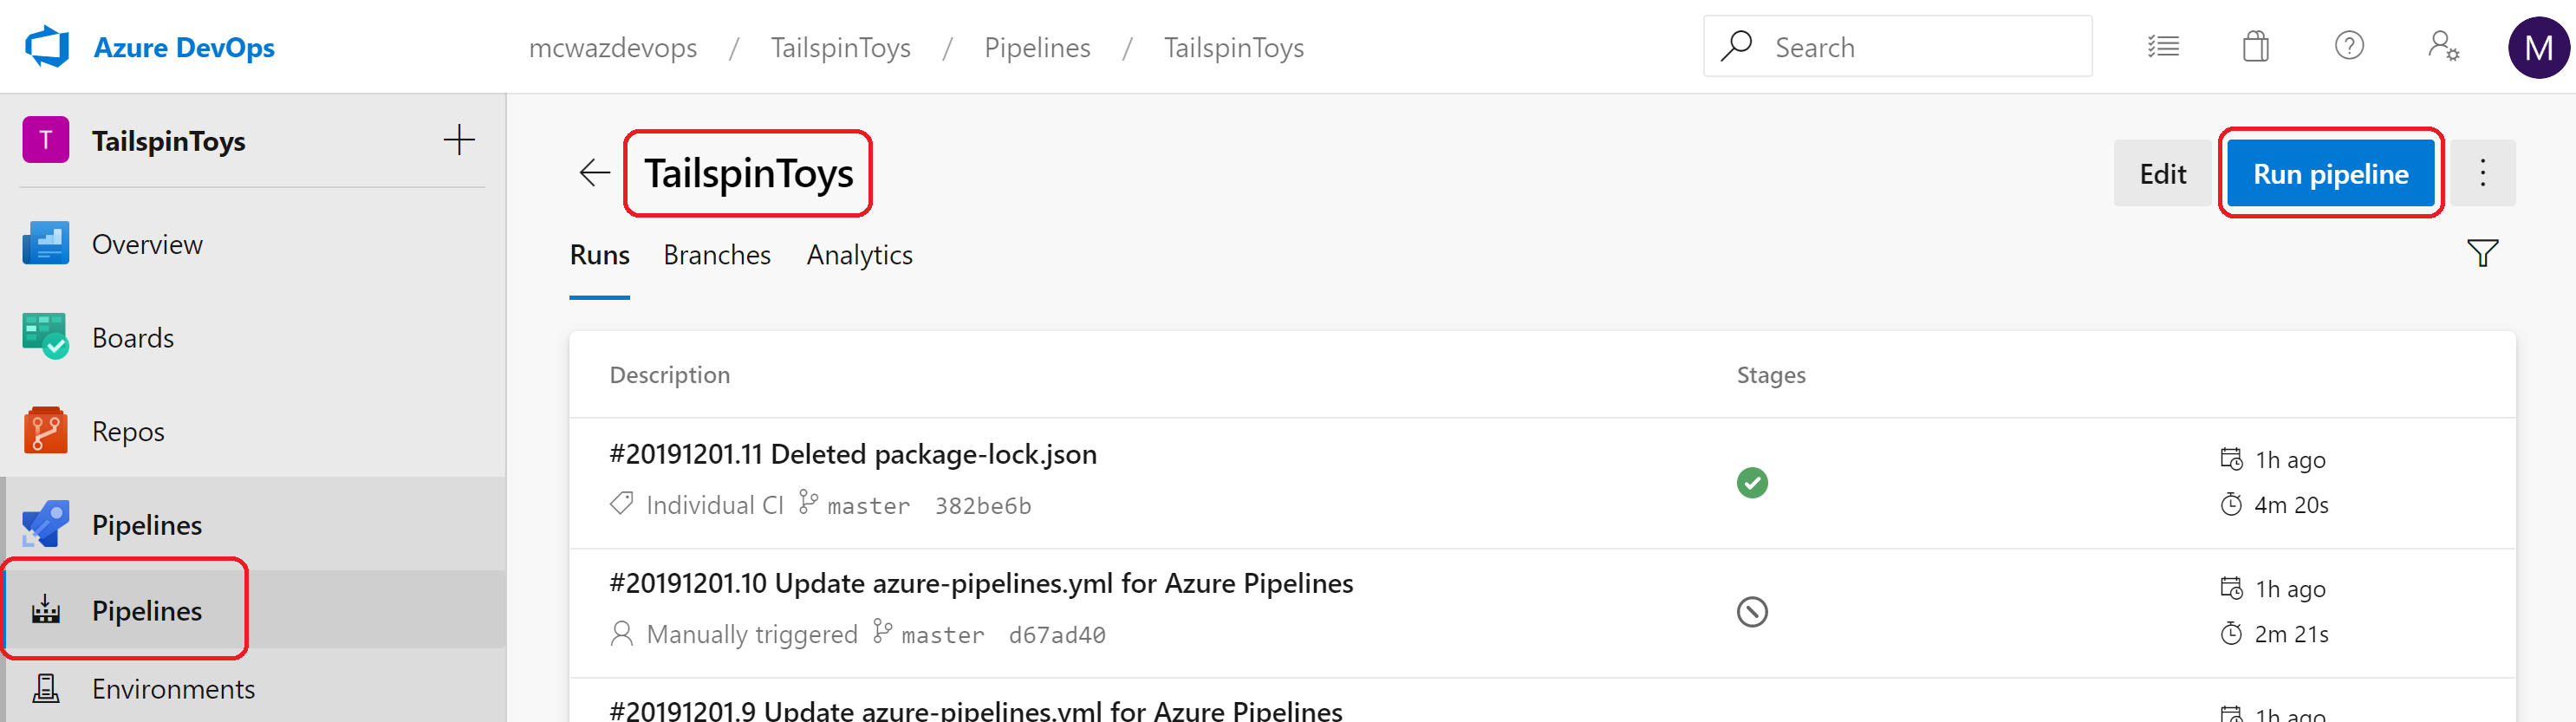 Azure DevOps
mcwazdevops / TailspinToys / Pipelines / TailspinToys
Search
M
T TailspinToys
Overview
Boards
Repos
Pipelines
Pipelines
Environments
TailspinToys
Edit
Run pipeline
Runs Branches Analytics
Description Stages
#20191201.11 Deleted package-lock.json
Individual CI master 382be6b
1h ago
4m 20s
#20191201.10 Update azure-pipelines.yml for Azure Pipelines
Manually triggered master d67ad40
1h ago
2m 21s
#20191201.9 Update azure-pipelines.yml for Azure Pipelines
1h ago